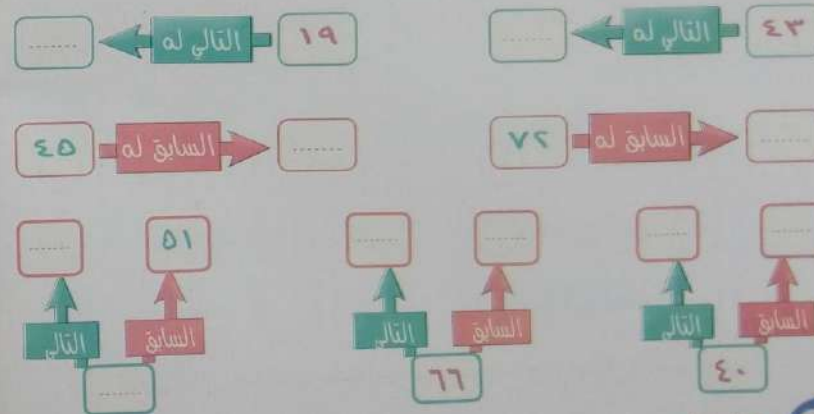 ٤٣ التالي له ........ ١٩ التالي له ........
........ السابق له ٧٢ ........ السابق له ٤٥
........ ........ ........ ........ ٥١ ........
السابق التالي السابق التالي السابق التالي
٤٠ ٦٦ ........